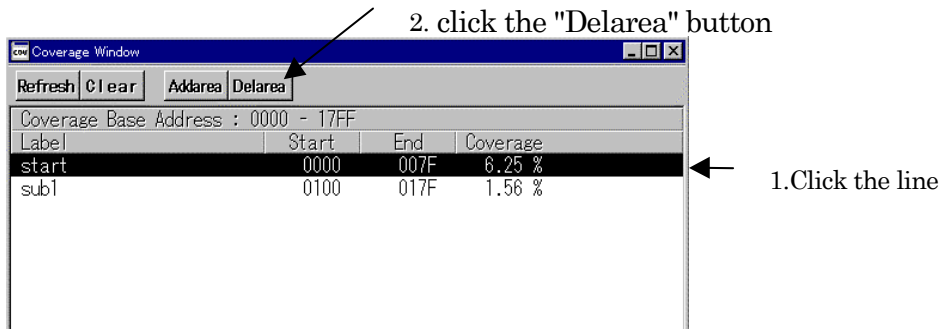 2. click the "Delarea" button
COV Coverage Window
Refresh Clear Addarea Delarea
Coverage Base Address : 0000 - 17FF
Label Start End Coverage
start 0000 007F 6.25 %
sub1 0100 017F 1.56 %
1.Click the line